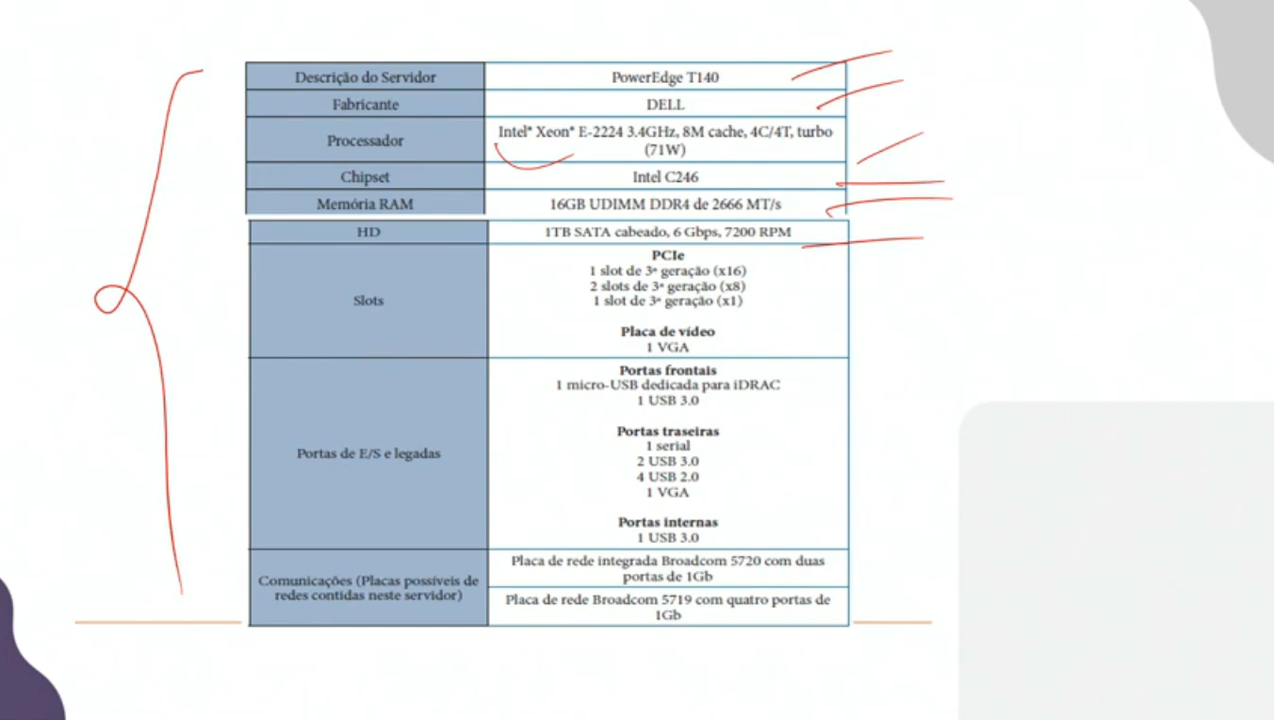 Descrição do Servidor
PowerEdge T140
Fabricante
DELL
Processador
Intel® Xeon® E-2224 3.4GHz, 8M cache, 4C/4T, turbo
(71W)
Chipset
Intel C246
Memória RAM
16GB UDIMM DDR4 de 2666 MT/s
HD
1TB SATA cabeado, 6 Gbps, 7200 RPM
Slots
PCIe
1 slot de 3ª geração (x16)
2 slots de 3ª geração (x8)
1 slot de 3ª geração (x1)
Placa de vídeo
1 VGA
Portas de E/S e legadas
Portas frontais
1 micro-USB dedicada para iDRAC
1 USB 3.0
Portas traseiras
1 serial
2 USB 3.0
4 USB 2.0
1 VGA
Portas internas
1 USB 3.0
Comunicações (Placas possíveis de
redes contidas neste servidor)
Placa de rede integrada Broadcom 5720 com duas
portas de 1Gb
Placa de rede Broadcom 5719 com quatro portas de
1Gb